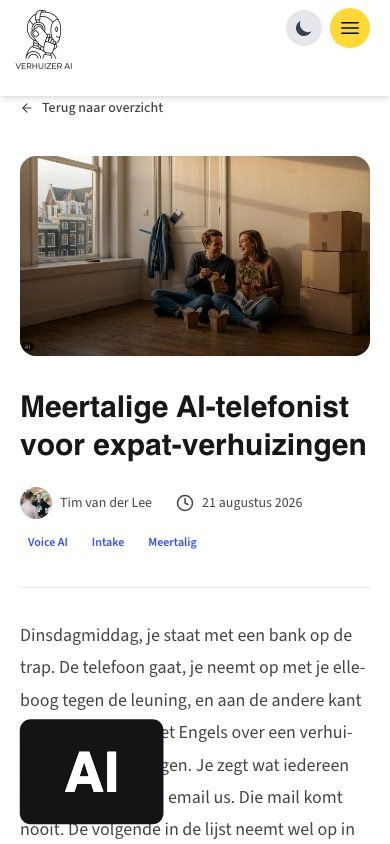 VERHUIZER AI
Terug naar overzicht
AI
Meertalige AI-telefonist
voor expat-verhuizingen
Tim van der Lee
21 augustus 2026
Voice AI
Intake
Meertalig
Dinsdagmiddag, je staat met een bank op de
trap. De telefoon gaat, je neemt op met je elle-
boog tegen de leuning, en aan de andere kant
Engels over een verhui-
Je zegt wat iedereen
email us. Die mail komt
nooit. De volgende in de lijst neemt wel op in
AI